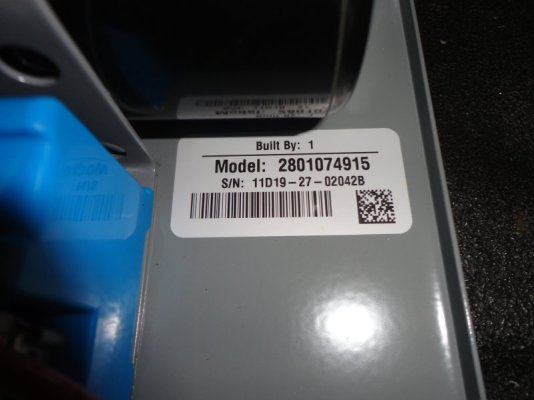 Built By: 1
Model: 2801074915
S/N: 11D19-27-02042B